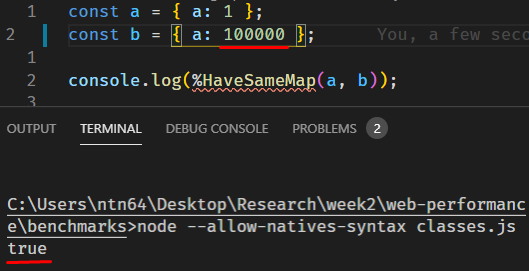 1 const a = { a: 1 };
2 const b = { a: 100000 }; You, a few seco
1
2 console.log(%HaveSameMap(a, b));
3
OUTPUT TERMINAL DEBUG CONSOLE PROBLEMS 2
C:\Users\ntn64\Desktop\Research\week2\web-performanc
e\benchmarks>node --allow-natives-syntax classes.js
true